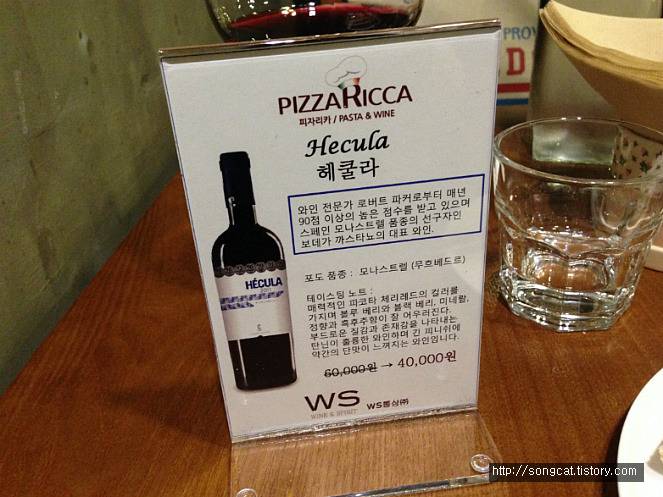 PROV
D
PIZZARICCA
피자리카 / PASTA & WINE
Hecula
헤쿨라
와인 전문가 로버트 파커로부터 매년
90점 이상의 높은 점수를 받고 있으며
스페인 모나스트렐 품종의 선구자인
보데가 까스타뇨의 대표 와인.
포도 품종 : 모나스트렐 (무흐베드르)
테이스팅 노트 :
매력적인 피코타 체리레드의 컬러를
가지며 블루 베리와 블랙 베리, 미네랄,
정향과 흑후추향이 잘 어우러진다.
부드로운 질감과 존재감을 나타내는
탄닌이 훌륭한 와인하며 긴 피니쉬에
약간의 단맛이 느껴지는 와인입니다.
60,000원 → 40,000원
HÉCULA
WS
WINE & SPIRIT
WS통상㈜
http://songcat.tistory.com